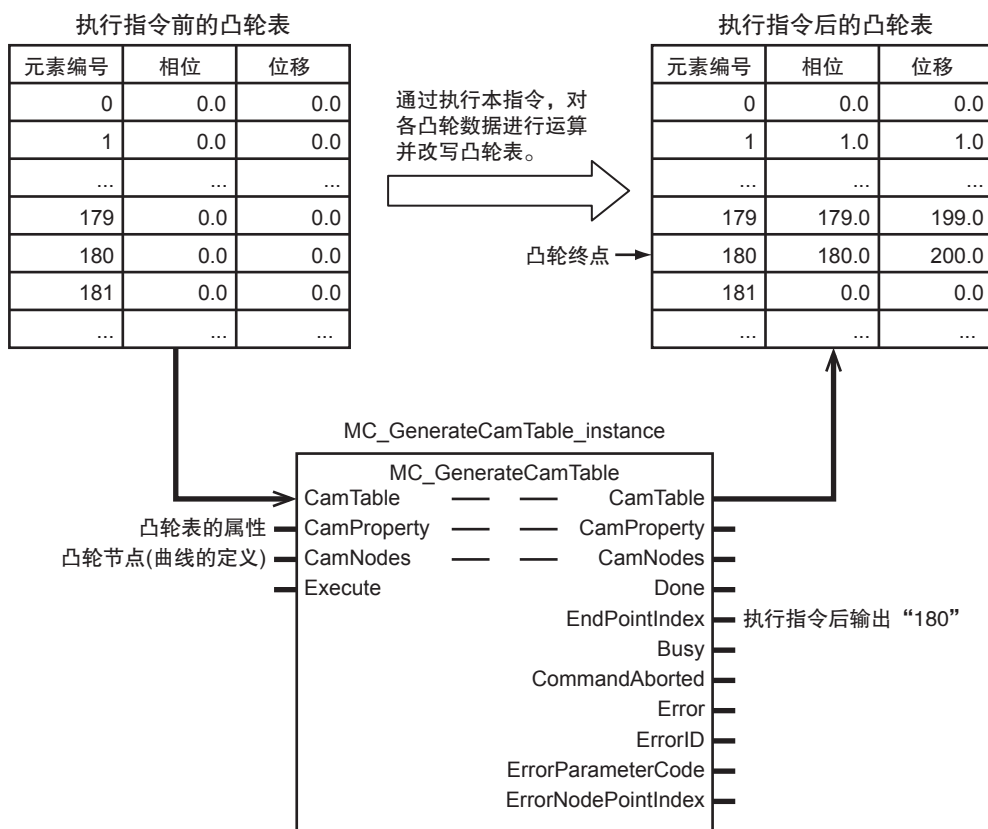 执行指令前的凸轮表
元素编号 相位 位移
0 0.0 0.0
1 0.0 0.0
... ... ...
179 0.0 0.0
180 0.0 0.0
181 0.0 0.0
... ... ...
通过执行本指令，对
各凸轮数据进行运算
并改写凸轮表。
凸轮终点
执行指令后的凸轮表
元素编号 相位 位移
0 0.0 0.0
1 1.0 1.0
... ... ...
179 179.0 199.0
180 180.0 200.0
181 0.0 0.0
... ... ...
MC_GenerateCamTable_instance
MC_GenerateCamTable
CamTable CamTable
凸轮表的属性 CamProperty CamProperty
凸轮节点(曲线的定义) CamNodes CamNodes
Execute Done
EndPointIndex 执行指令后输出“180”
Busy
CommandAborted
Error
ErrorID
ErrorParameterCode
ErrorNodePointIndex